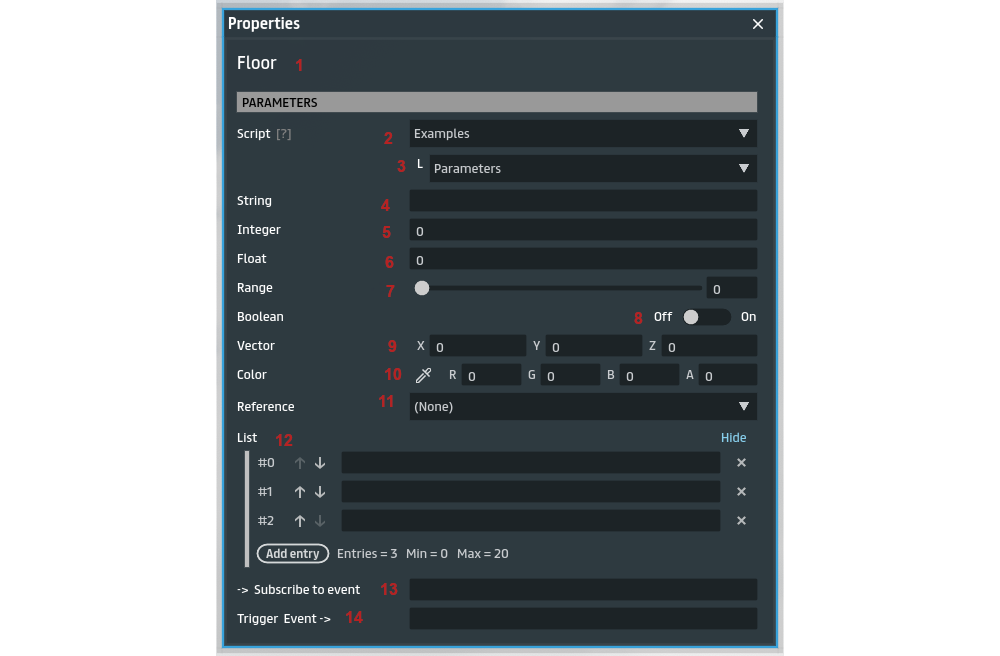 Properties ×
Floor 1
PARAMETERS
Script [?] 2 Examples
3 L Parameters
String 4
Integer 5 0
Float 6 0
Range 7 0
Boolean 8 Off On
Vector 9 X 0 Y 0 Z 0
Color 10 R 0 G 0 B 0 A 0
Reference 11 (None)
List 12 Hide
#0 ↑ ↓ ×
#1 ↑ ↓ ×
#2 ↑ ↓ ×
Add entry Entries = 3 Min = 0 Max = 20
-> Subscribe to event 13
Trigger Event -> 14